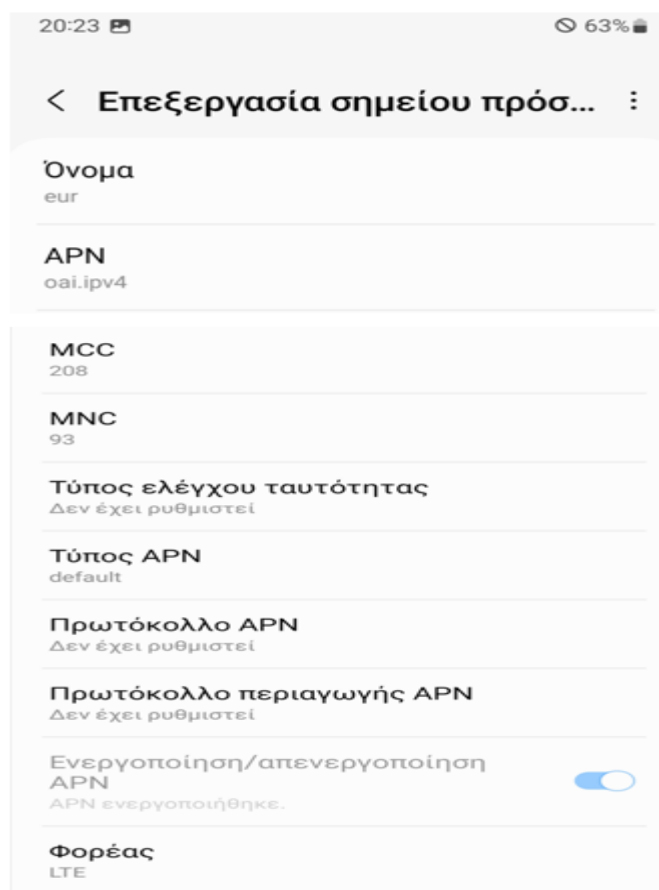 20:23 63%
Επεξεργασία σημείου πρόσ...
Όνομα
eur
APN
oai.ipv4
MCC
208
MNC
93
Τύπος ελέγχου ταυτότητας
Δεν έχει ρυθμιστεί
Τύπος APN
default
Πρωτόκολλο APN
Δεν έχει ρυθμιστεί
Πρωτόκολλο περιαγωγής APN
Δεν έχει ρυθμιστεί
Ενεργοποίηση/απενεργοποίηση
APN
APN ενεργοποιήθηκε.
Φορέας
LTE